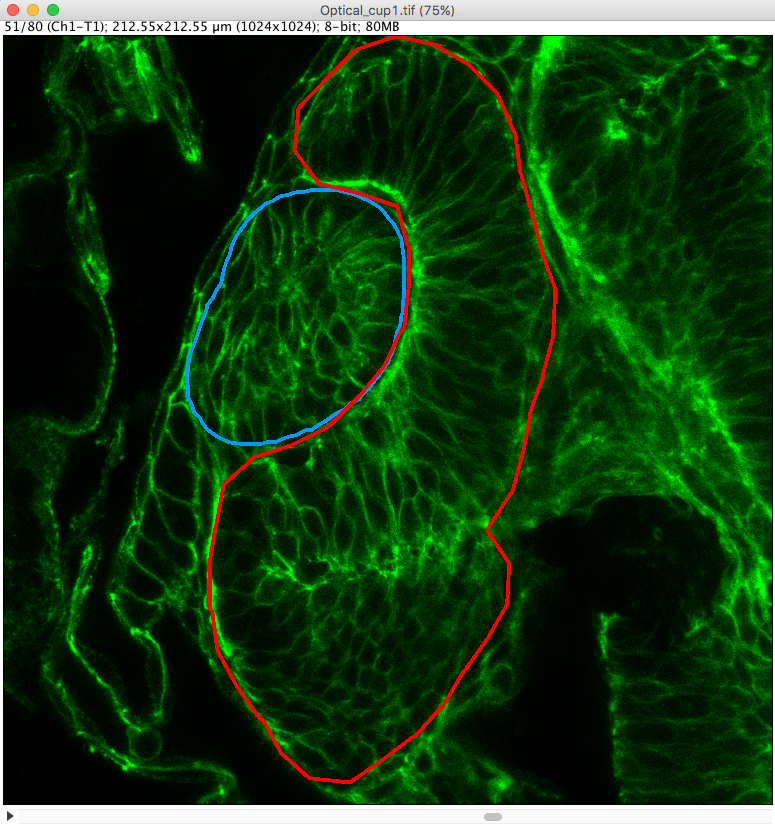 Optical_cup1.tif (75%)
51/80 (Ch1-T1); 212.55x212.55 µm (1024x1024); 8-bit; 80MB